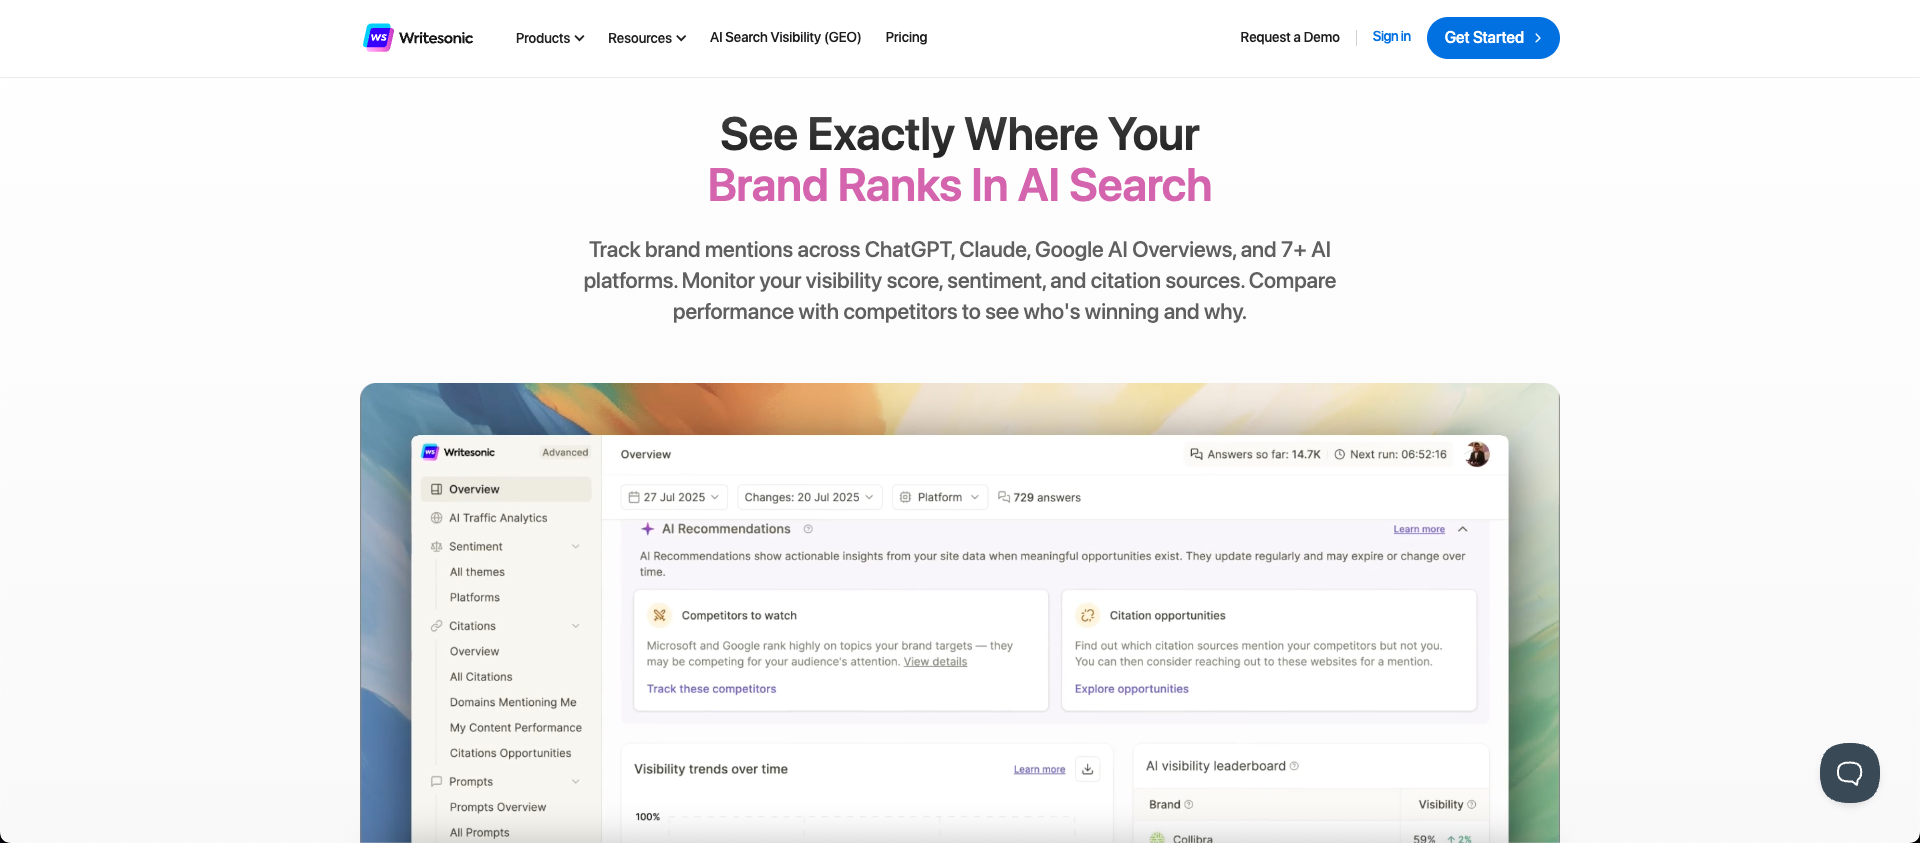 WS Writesonic
Products
Resources
AI Search Visibility (GEO)
Pricing
Request a Demo
Sign in
Get Started
See Exactly Where Your
Brand Ranks In AI Search
Track brand mentions across ChatGPT, Claude, Google AI Overviews, and 7+ AI
platforms. Monitor your visibility score, sentiment, and citation sources. Compare
performance with competitors to see who's winning and why.
WS Writesonic
Advanced
Overview
AI Traffic Analytics
Sentiment
All themes
Platforms
Citations
Overview
All Citations
Domains Mentioning Me
My Content Performance
Citations Opportunities
Prompts
Prompts Overview
All Prompts
Overview
Answers so far: 14.7K
Next run: 06:52:16
27 Jul 2025
Changes: 20 Jul 2025
Platform
729 answers
AI Recommendations
Learn more
AI Recommendations show actionable insights from your site data when meaningful opportunities exist. They update regularly and may expire or change over
time.
Competitors to watch
Microsoft and Google rank highly on topics your brand targets — they
may be competing for your audience's attention. View details
Track these competitors
Citation opportunities
Find out which citation sources mention your competitors but not you.
You can then consider reaching out to these websites for a mention.
Explore opportunities
Visibility trends over time
Learn more
100%
AI visibility leaderboard
Brand
Visibility
Collibra
59%
2%